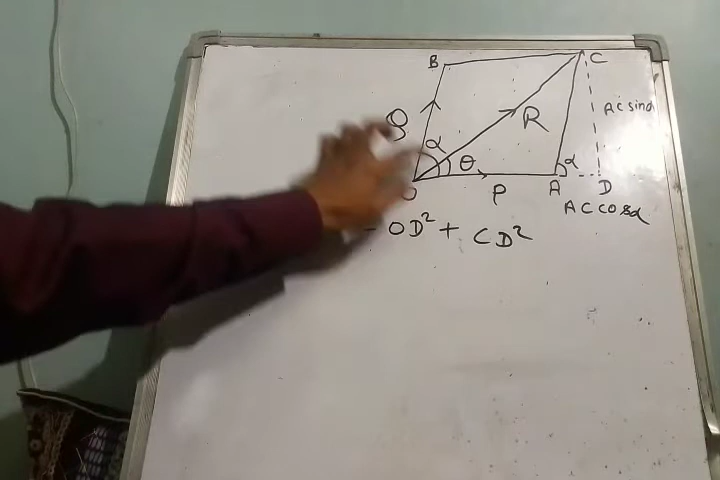 B C
Q α R AC sinα
θ α
O P A D
AC cosα
- OD² + CD²